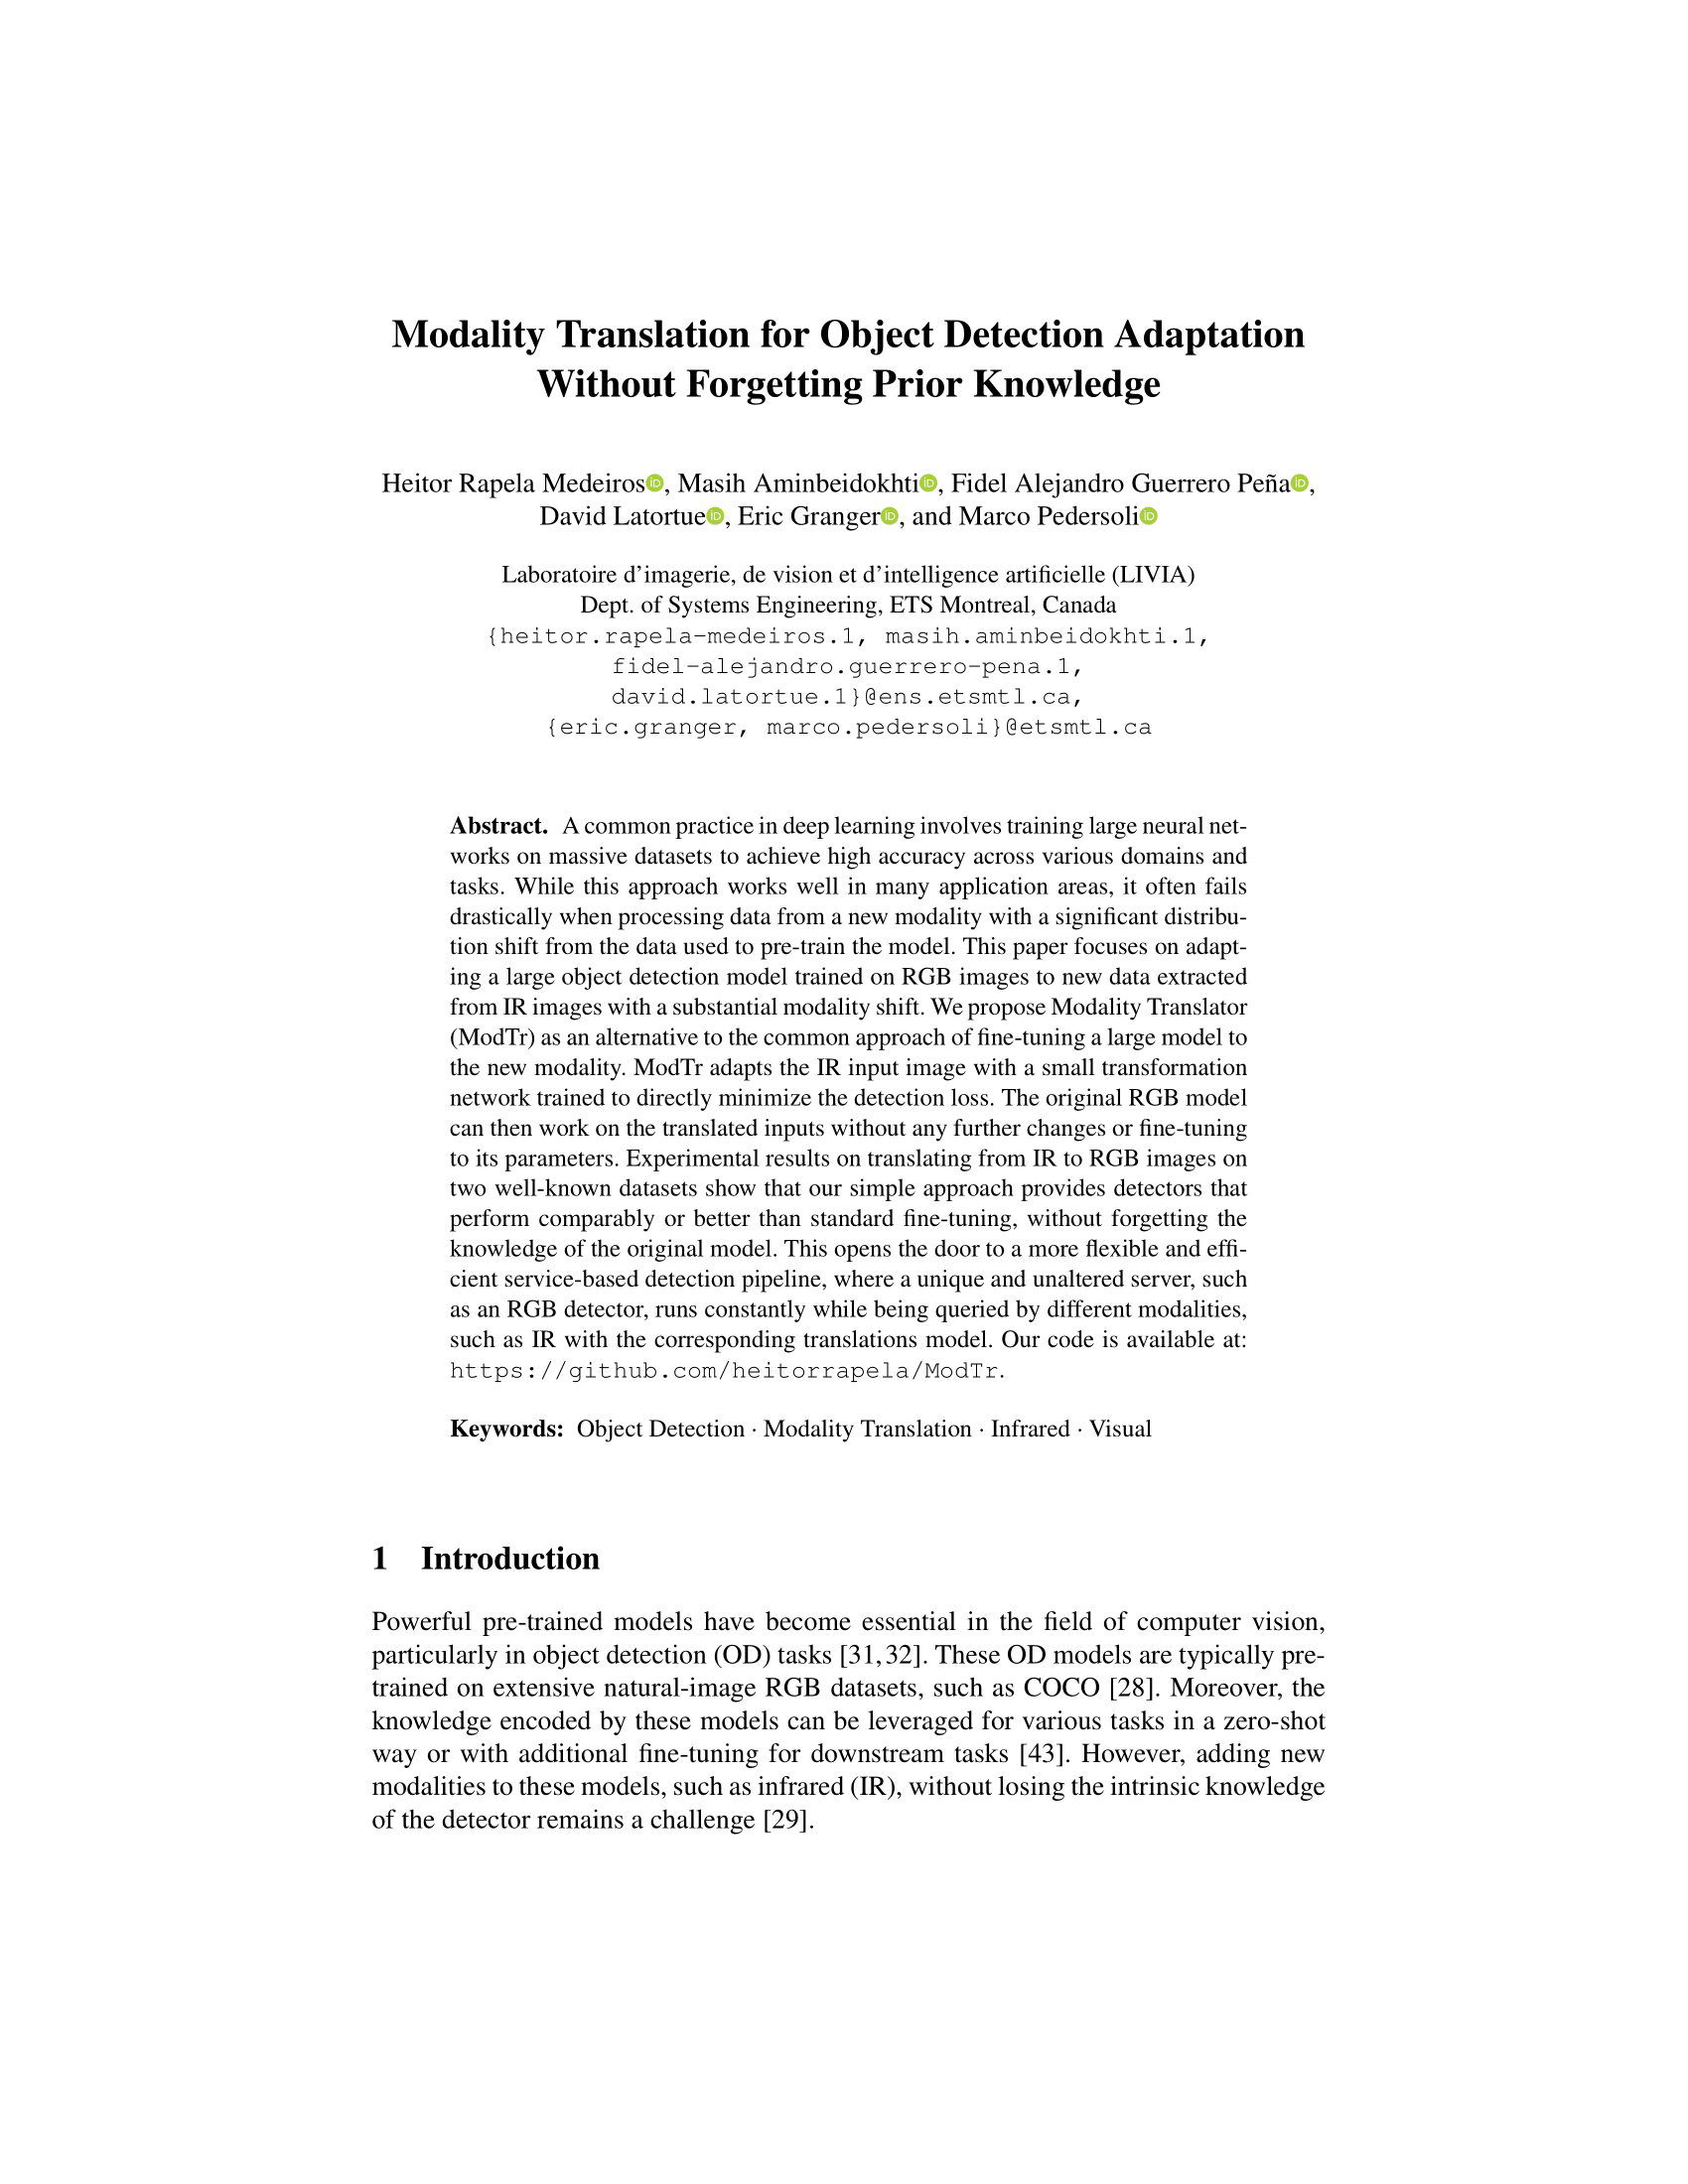 Modality Translation for Object Detection Adaptation
Without Forgetting Prior Knowledge
Heitor Rapela Medeiros, Masih Aminbeidokhti, Fidel Alejandro Guerrero Peña,
David Latortue, Eric Granger, and Marco Pedersoli
Laboratoire d'imagerie, de vision et d'intelligence artificielle (LIVIA)
Dept. of Systems Engineering, ETS Montreal, Canada
{heitor.rapela-medeiros.1, masih.aminbeidokhti.1,
fidel-alejandro.guerrero-pena.1,
david.latortue.1}@ens.etsmtl.ca,
{eric.granger, marco.pedersoli}@etsmtl.ca
Abstract. A common practice in deep learning involves training large neural net-
works on massive datasets to achieve high accuracy across various domains and
tasks. While this approach works well in many application areas, it often fails
drastically when processing data from a new modality with a significant distribu-
tion shift from the data used to pre-train the model. This paper focuses on adapt-
ing a large object detection model trained on RGB images to new data extracted
from IR images with a substantial modality shift. We propose Modality Translator
(ModTr) as an alternative to the common approach of fine-tuning a large model to
the new modality. ModTr adapts the IR input image with a small transformation
network trained to directly minimize the detection loss. The original RGB model
can then work on the translated inputs without any further changes or fine-tuning
to its parameters. Experimental results on translating from IR to RGB images on
two well-known datasets show that our simple approach provides detectors that
perform comparably or better than standard fine-tuning, without forgetting the
knowledge of the original model. This opens the door to a more flexible and effi-
cient service-based detection pipeline, where a unique and unaltered server, such
as an RGB detector, runs constantly while being queried by different modalities,
such as IR with the corresponding translations model. Our code is available at:
https://github.com/heitorrapela/ModTr.
Keywords: Object Detection · Modality Translation · Infrared · Visual
1 Introduction
Powerful pre-trained models have become essential in the field of computer vision,
particularly in object detection (OD) tasks [31,32]. These OD models are typically pre-
trained on extensive natural-image RGB datasets, such as COCO [28]. Moreover, the
knowledge encoded by these models can be leveraged for various tasks in a zero-shot
way or with additional fine-tuning for downstream tasks [43]. However, adding new
modalities to these models, such as infrared (IR), without losing the intrinsic knowledge
of the detector remains a challenge [29].